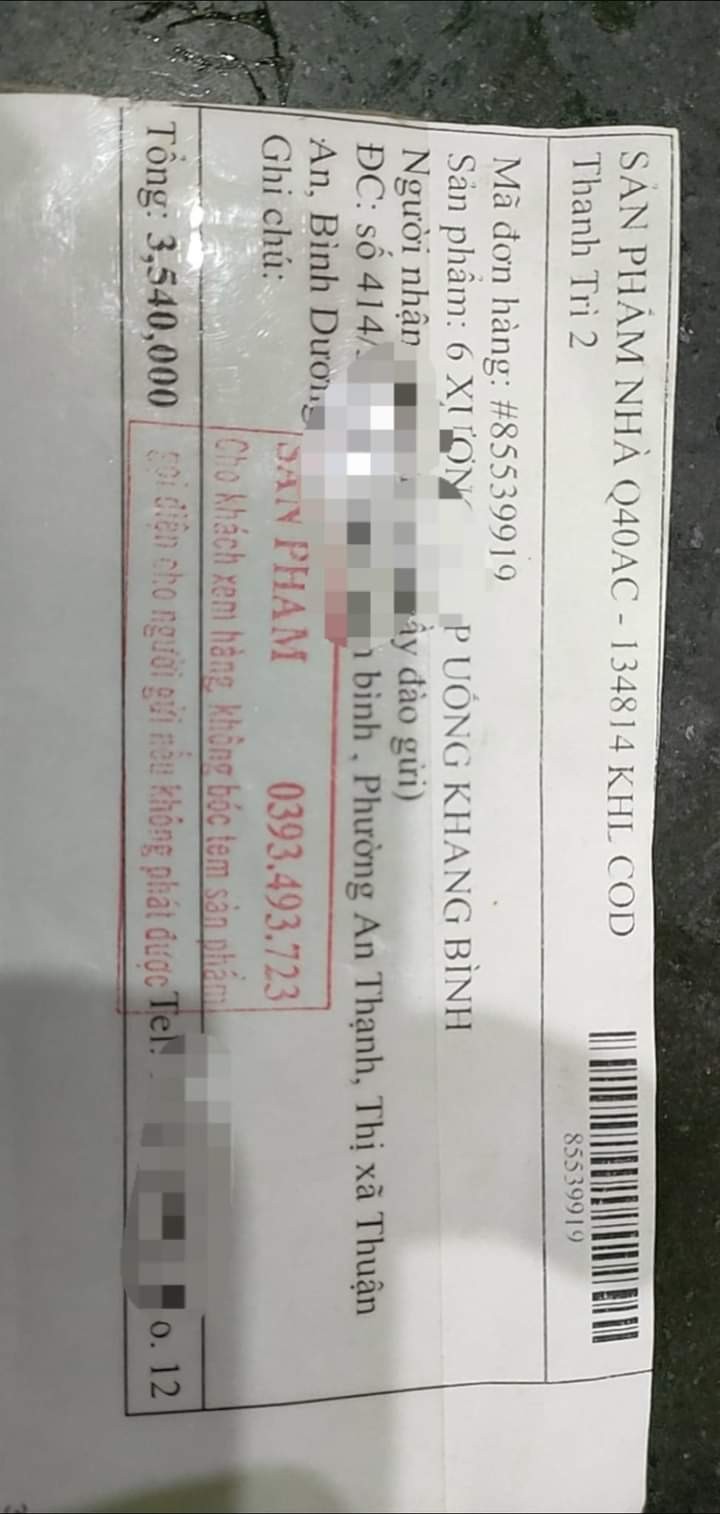 SẢN PHẨM NHÀ Q40AC - 134814 KHL COD
Thanh Trì 2
85539919
Mã đơn hàng: #85539919
Sản phẩm: 6 XƯƠN P UỐNG KHANG BÌNH
Người nhận ầy đào gửi)
ĐC: số 414/ bình , Phường An Thạnh, Thị xã Thuận
An, Bình Dương
Ghi chú:
SẢN PHẨM 0393.493.723
Cho khách xem hàng, không bóc tem sản phẩm
gọi điện cho người gửi nếu không phát được
Tổng: 3,540,000 Tel: o. 12